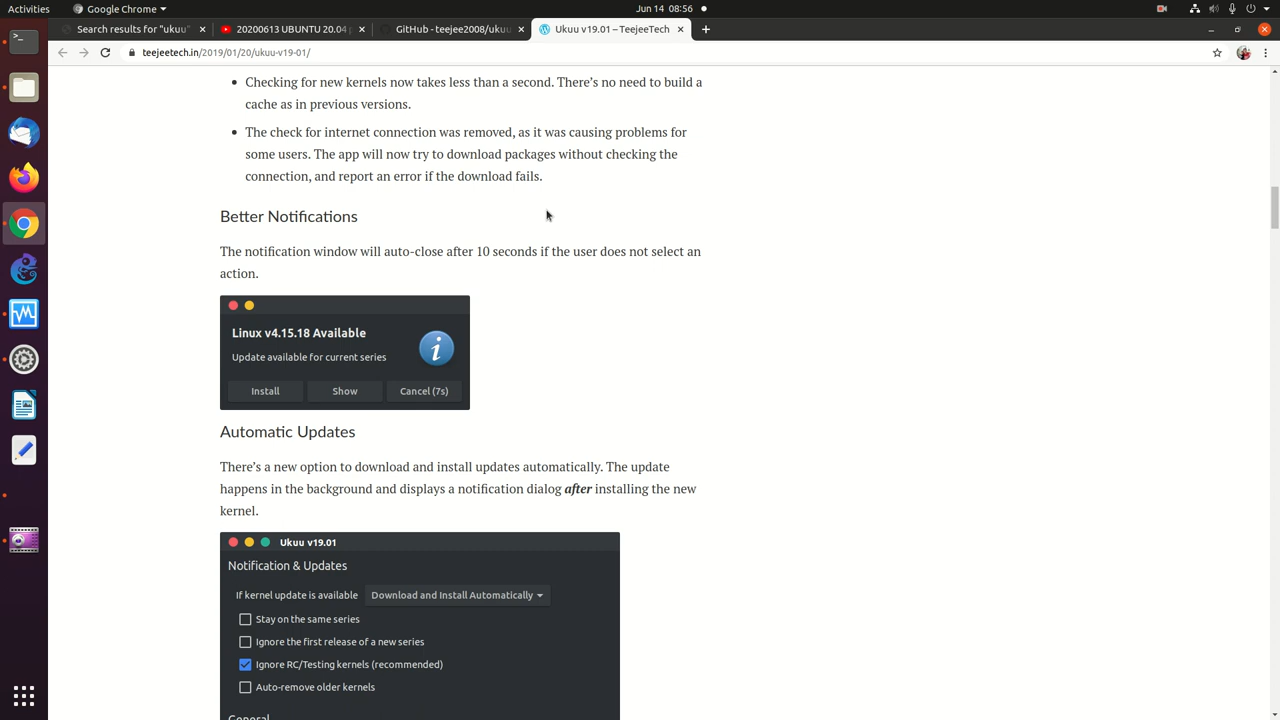 Activities
Google Chrome
Jun 14 08:56
Search results for "ukuu"
20200613 UBUNTU 20.04
GitHub - teejee2008/ukuu
Ukuu v19.01 – TeejeeTech
teejeetech.in/2019/01/20/ukuu-v19-01/
Checking for new kernels now takes less than a second. There's no need to build a
cache as in previous versions.
The check for internet connection was removed, as it was causing problems for
some users. The app will now try to download packages without checking the
connection, and report an error if the download fails.
Better Notifications
The notification window will auto-close after 10 seconds if the user does not select an
action.
Linux v4.15.18 Available
Update available for current series
Install
Show
Cancel (7s)
Automatic Updates
There's a new option to download and install updates automatically. The update
happens in the background and displays a notification dialog after installing the new
kernel.
Ukuu v19.01
Notification & Updates
If kernel update is available
Download and Install Automatically
Stay on the same series
Ignore the first release of a new series
Ignore RC/Testing kernels (recommended)
Auto-remove older kernels
General